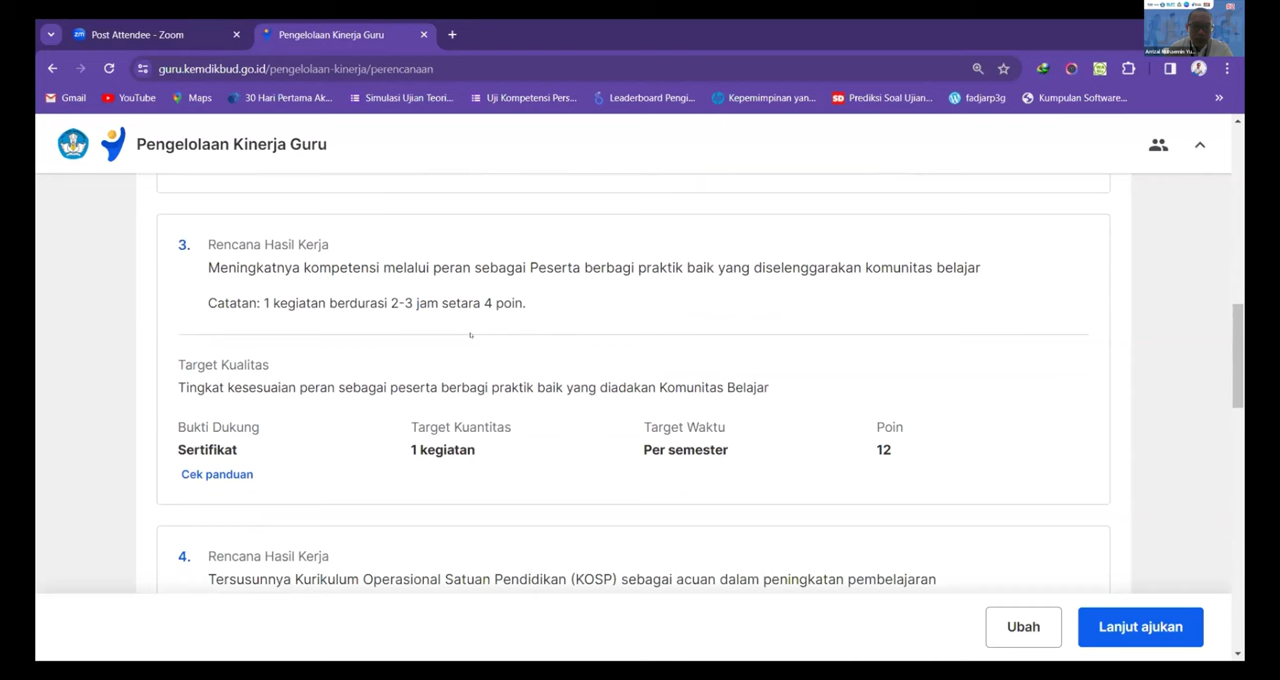 Post Attendee - Zoom
Pengelolaan Kinerja Guru
guru.kemdikbud.go.id/pengelolaan-kinerja/perencanaan
Gmail
YouTube
Maps
30 Hari Pertama Ak...
Simulasi Ujian Teori...
Uji Kompetensi Pers...
Leaderboard Pengi...
Kepemimpinan yan...
SD Prediksi Soal Ujian...
fadjarp3g
Kumpulan Software...
»
Pengelolaan Kinerja Guru
3. Rencana Hasil Kerja
Meningkatnya kompetensi melalui peran sebagai Peserta berbagi praktik baik yang diselenggarakan komunitas belajar
Catatan: 1 kegiatan berdurasi 2-3 jam setara 4 poin.
Target Kualitas
Tingkat kesesuaian peran sebagai peserta berbagi praktik baik yang diadakan Komunitas Belajar
Bukti Dukung Target Kuantitas Target Waktu Poin
Sertifikat 1 kegiatan Per semester 12
Cek panduan
4. Rencana Hasil Kerja
Tersusunnya Kurikulum Operasional Satuan Pendidikan (KOSP) sebagai acuan dalam peningkatan pembelajaran
Ubah
Lanjut ajukan